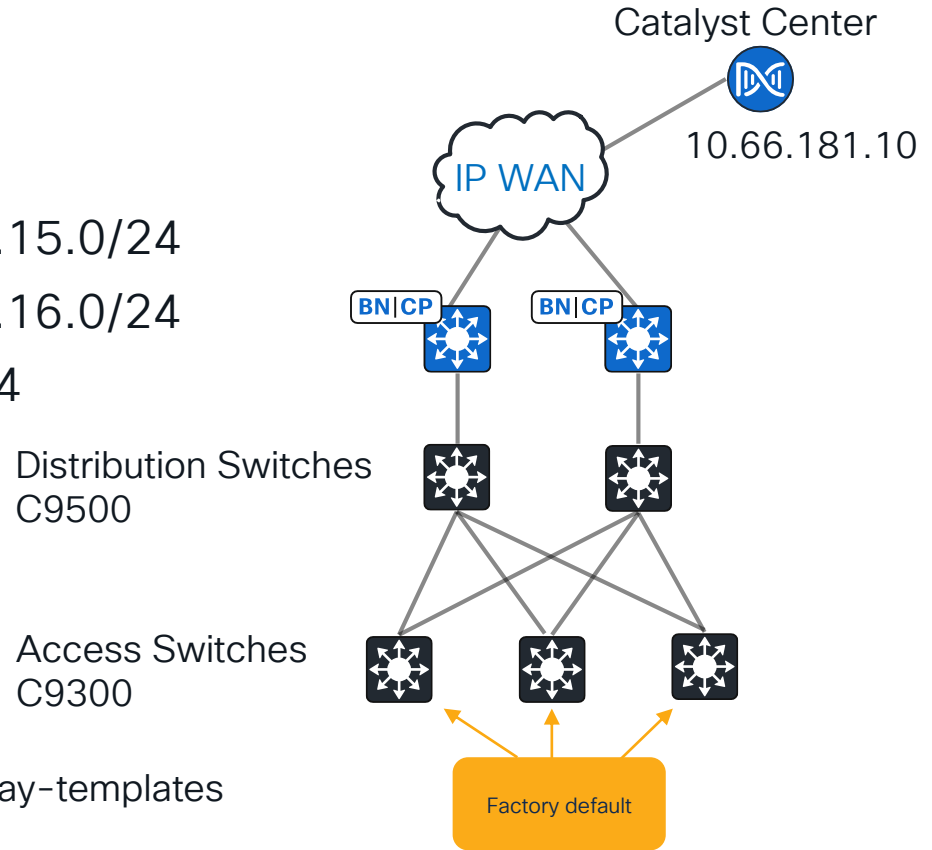 Catalyst Center
10.66.181.10
IP WAN
.15.0/24
.16.0/24
4
BN|CP
BN|CP
Distribution Switches
C9500
Access Switches
C9300
ay-templates
Factory default